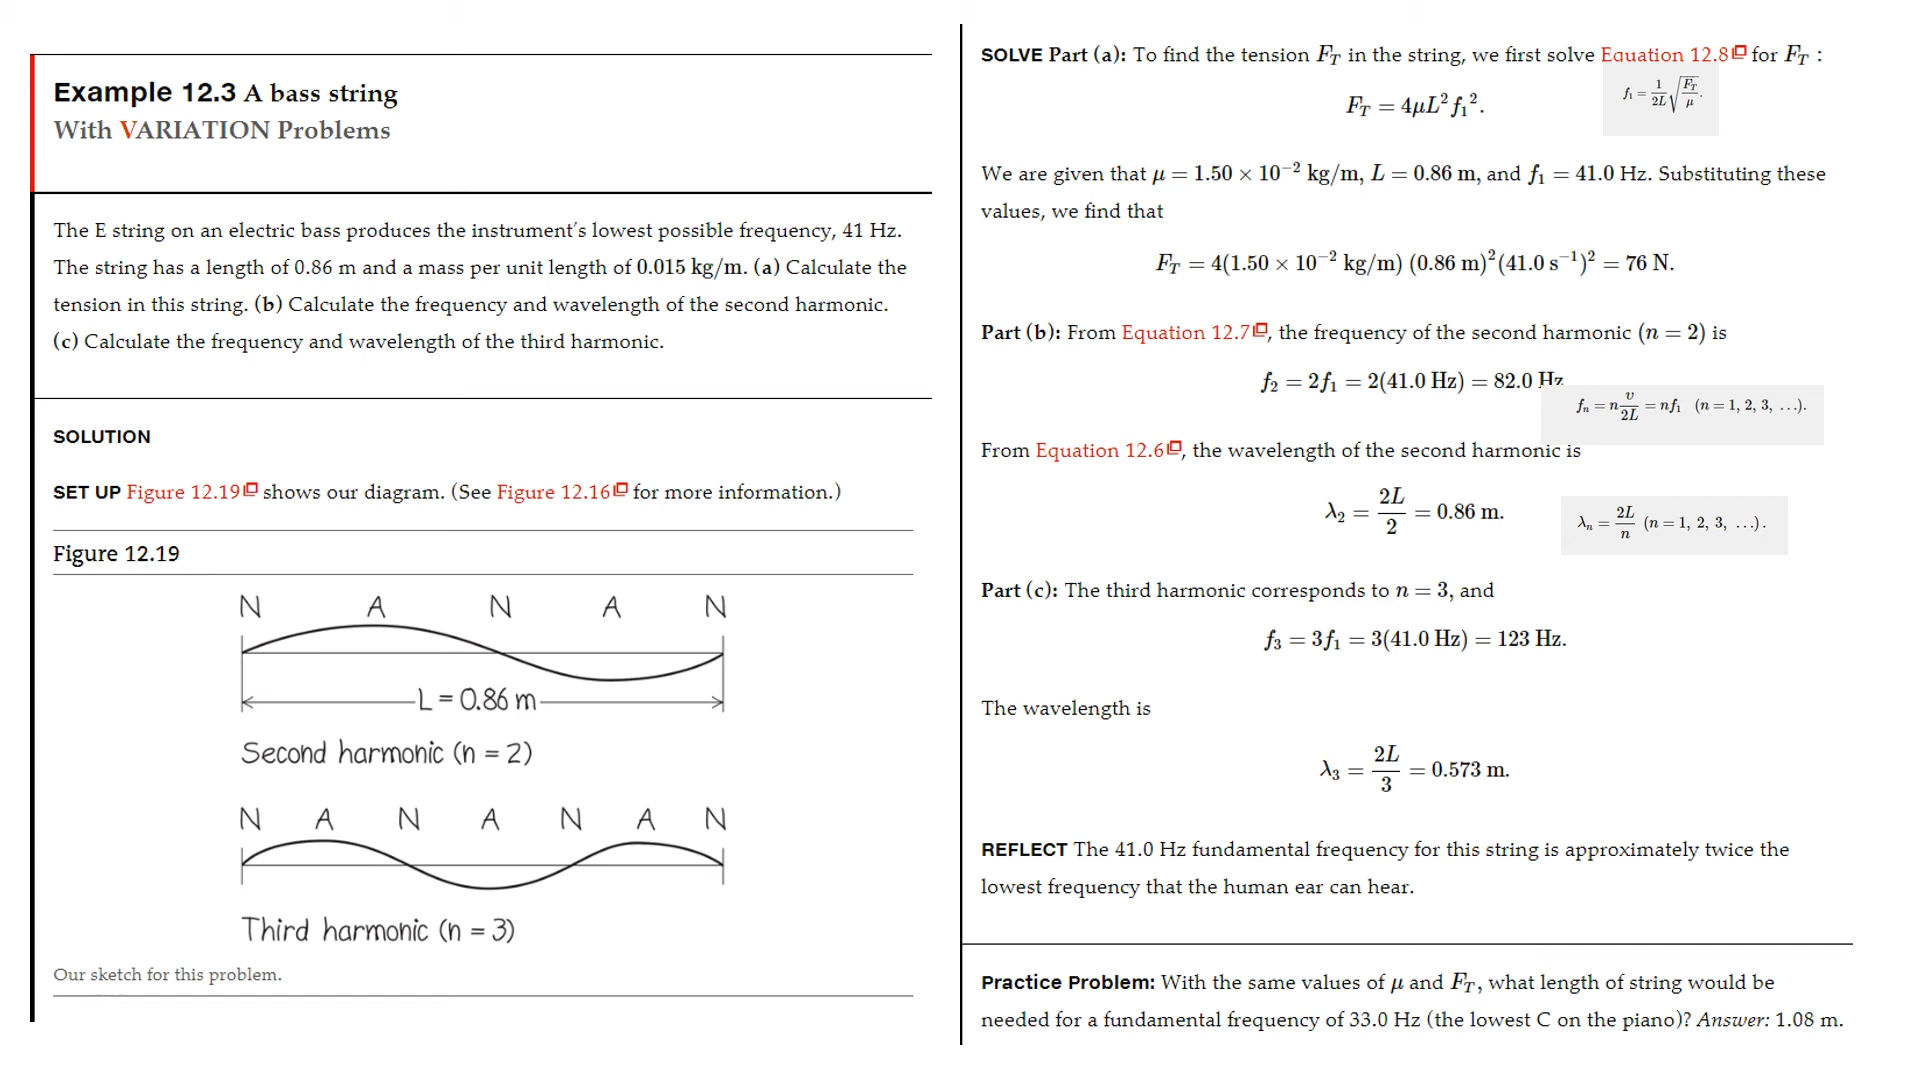 Example 12.3 A bass string
With VARIATION Problems
The E string on an electric bass produces the instrument's lowest possible frequency, 41 Hz.
The string has a length of 0.86 m and a mass per unit length of 0.015 kg/m. (a) Calculate the
tension in this string. (b) Calculate the frequency and wavelength of the second harmonic.
(c) Calculate the frequency and wavelength of the third harmonic.
SOLUTION
SET UP Figure 12.19 shows our diagram. (See Figure 12.16 for more information.)
Figure 12.19
N A N A N
L = 0.86 m
Second harmonic (n = 2)
N A N A N A N
Third harmonic (n = 3)
Our sketch for this problem.
SOLVE Part (a): To find the tension F_T in the string, we first solve Equation 12.8 for F_T :
F_T = 4μL²f₁².
f₁ = 1/2L √(F_T/μ).
We are given that μ = 1.50 × 10⁻² kg/m, L = 0.86 m, and f₁ = 41.0 Hz. Substituting these
values, we find that
F_T = 4(1.50 × 10⁻² kg/m) (0.86 m)²(41.0 s⁻¹)² = 76 N.
Part (b): From Equation 12.7, the frequency of the second harmonic (n = 2) is
f₂ = 2f₁ = 2(41.0 Hz) = 82.0 Hz
fₙ = n υ/2L = nf₁ (n = 1, 2, 3, ...).
From Equation 12.6, the wavelength of the second harmonic is
λ₂ = 2L/2 = 0.86 m.
λₙ = 2L/n (n = 1, 2, 3, ...).
Part (c): The third harmonic corresponds to n = 3, and
f₃ = 3f₁ = 3(41.0 Hz) = 123 Hz.
The wavelength is
λ₃ = 2L/3 = 0.573 m.
REFLECT The 41.0 Hz fundamental frequency for this string is approximately twice the
lowest frequency that the human ear can hear.
Practice Problem: With the same values of μ and F_T, what length of string would be
needed for a fundamental frequency of 33.0 Hz (the lowest C on the piano)? Answer: 1.08 m.